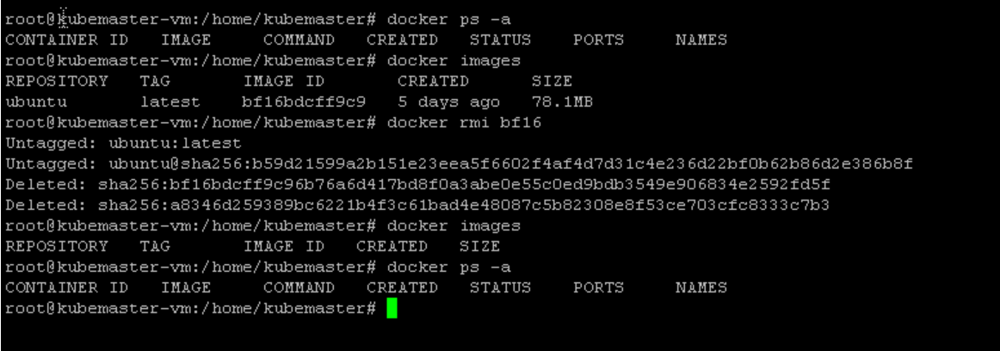 root@kubemaster-vm:/home/kubemaster# docker ps -a
CONTAINER ID   IMAGE     COMMAND   CREATED   STATUS    PORTS     NAMES
root@kubemaster-vm:/home/kubemaster# docker images
REPOSITORY   TAG       IMAGE ID       CREATED      SIZE
ubuntu       latest    bf16bdcff9c9   5 days ago   78.1MB
root@kubemaster-vm:/home/kubemaster# docker rmi bf16
Untagged: ubuntu:latest
Untagged: ubuntu@sha256:b59d21599a2b151e23eea5f6602f4af4d7d31c4e236d22bf0b62b86d2e386b8f
Deleted: sha256:bf16bdcff9c96b76a6d417bd8f0a3abe0e55c0ed9bdb3549e906834e2592fd5f
Deleted: sha256:a8346d259389bc6221b4f3c61bad4e48087c5b82308e8f53ce703cfc8333c7b3
root@kubemaster-vm:/home/kubemaster# docker images
REPOSITORY   TAG       IMAGE ID   CREATED   SIZE
root@kubemaster-vm:/home/kubemaster# docker ps -a
CONTAINER ID   IMAGE     COMMAND   CREATED   STATUS    PORTS     NAMES
root@kubemaster-vm:/home/kubemaster#